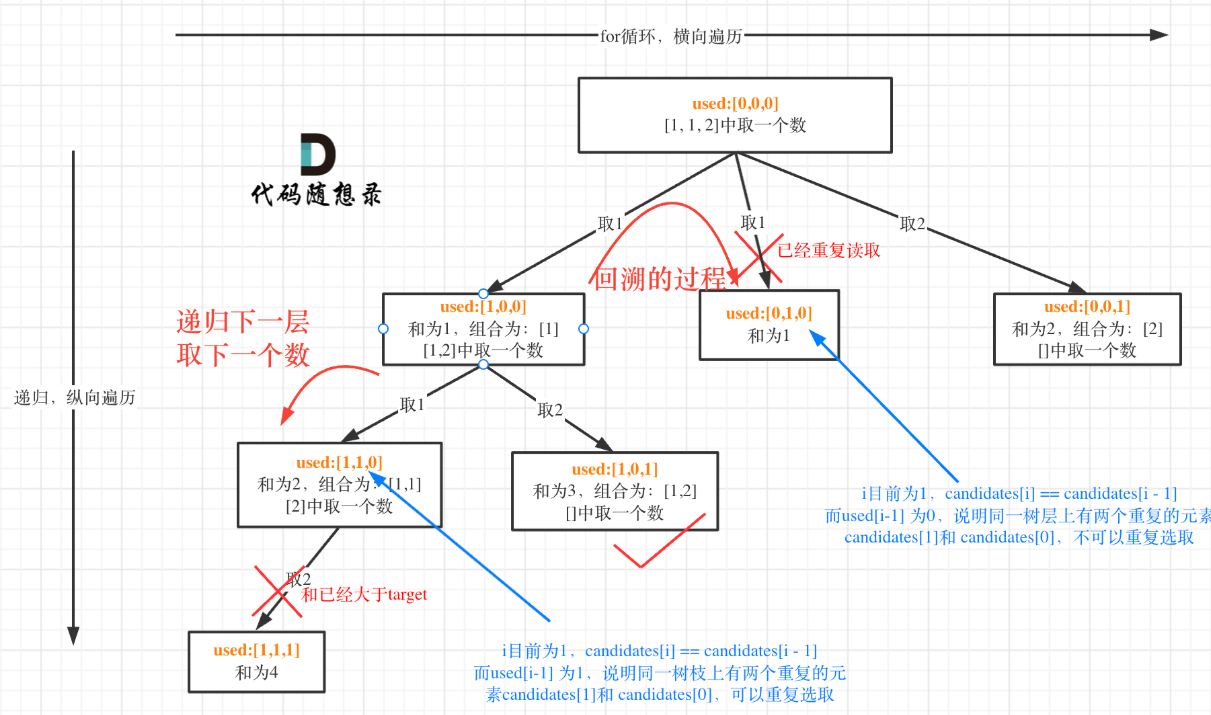 for循环，横向遍历
used:[0,0,0]
[1, 1, 2]中取一个数
代码随想录
取1
取1
取2
已经重复读取
回溯的过程
递归下一层
取下一个数
used:[1,0,0]
和为1，组合为：[1]
[1,2]中取一个数
used:[0,1,0]
和为1
used:[0,0,1]
和为2，组合为：[2]
[]中取一个数
递归，纵向遍历
取1
取2
used:[1,1,0]
和为2，组合为：[1,1]
[2]中取一个数
used:[1,0,1]
和为3，组合为：[1,2]
[]中取一个数
i目前为1，candidates[i] == candidates[i - 1]
而used[i-1] 为0，说明同一树层上有两个重复的元素
candidates[1]和 candidates[0]，不可以重复选取
取2
和已经大于target
used:[1,1,1]
和为4
i目前为1，candidates[i] == candidates[i - 1]
而used[i-1] 为1，说明同一树枝上有两个重复的元
素candidates[1]和 candidates[0]，可以重复选取